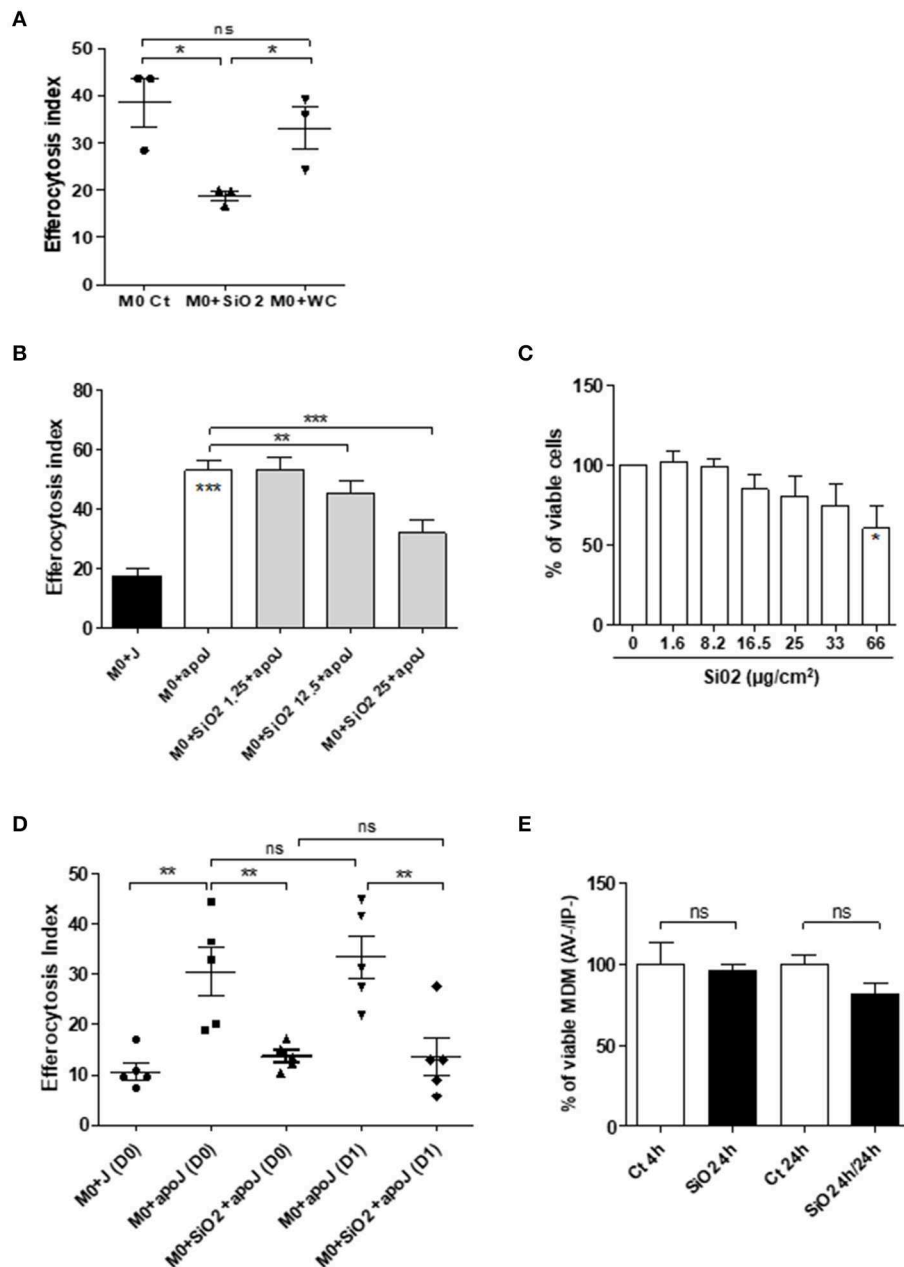 A
ns
* *
50
40
30
20
10
0
Efferocytosis index
M0 Ct M0+SiO2 M0+WC
B
***
**
***
80
60
40
20
0
Efferocytosis index
M0+J
M0+apoJ
M0+SiO2 1.25+apoJ
M0+SiO2 12.5+apoJ
M0+SiO2 25+apoJ
C
150
100
50
0
% of viable cells
*
0 1.6 8.2 16.5 25 33 66
Si02 (µg/cm²)
D
ns
ns
** ** **
50
40
30
20
10
0
Efferocytosis Index
M0+J (D0)
M0+apoJ (D0)
M0+SiO2 +apoJ (D0)
M0+apoJ (D1)
M0+SiO2 +apoJ (D1)
E
150
100
50
0
% of viable MDM (AV-/IP-)
ns ns
Ct 4h
SiO2 4h
Ct 24h
SiO2 4h/24h